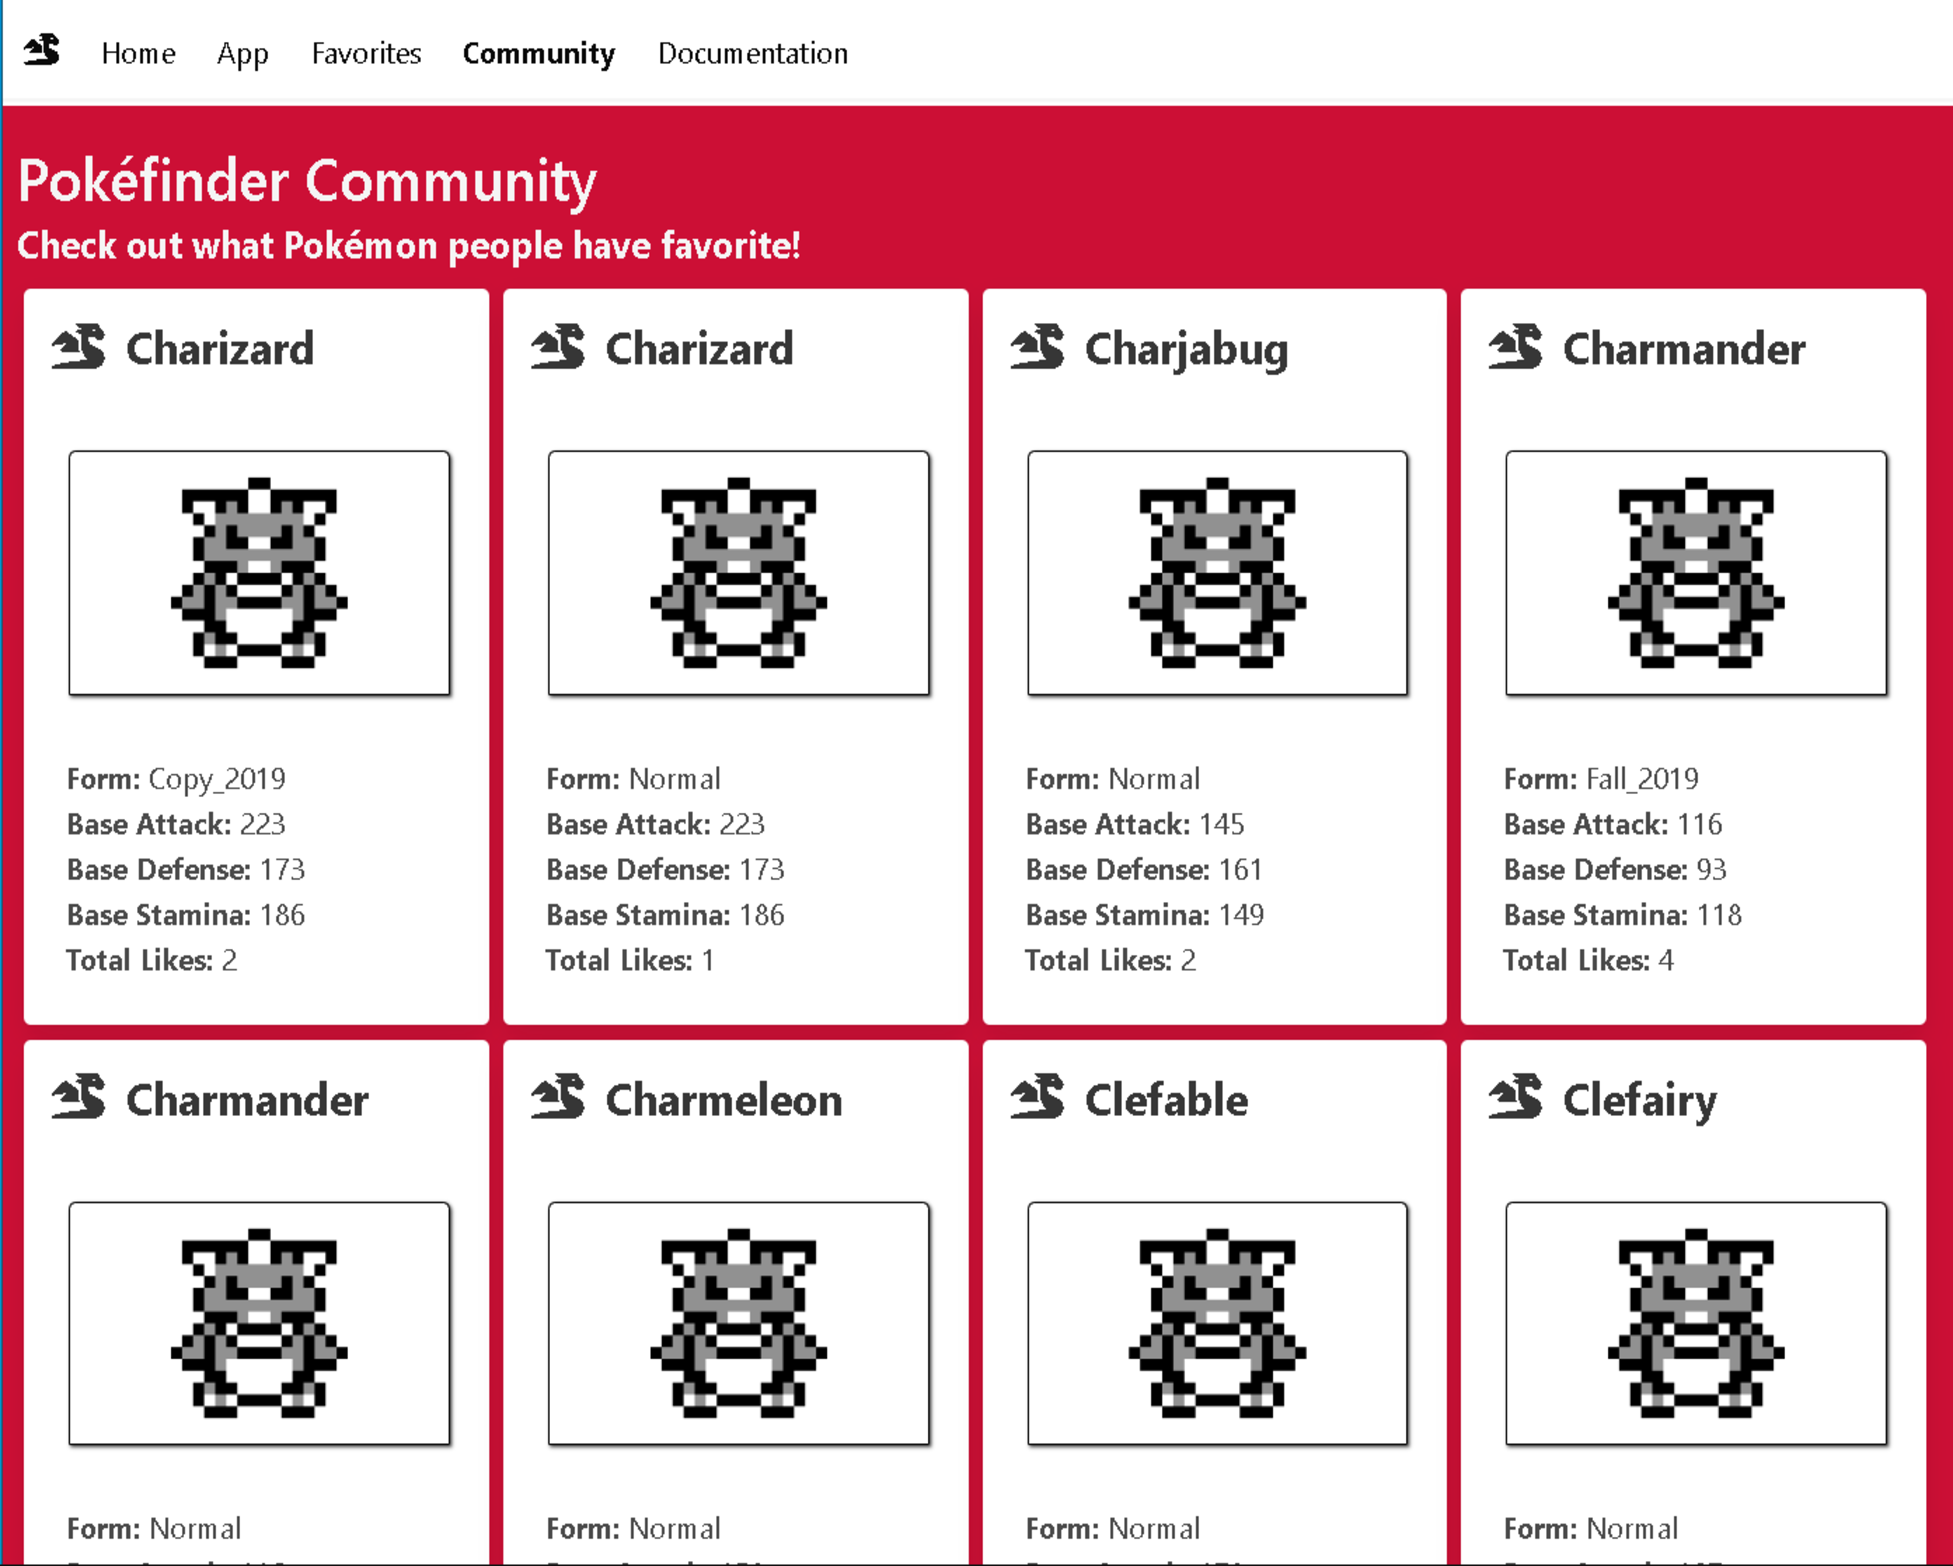 Home App Favorites Community Documentation
Pokéfinder Community
Check out what Pokémon people have favorite!
Charizard
Form: Copy_2019
Base Attack: 223
Base Defense: 173
Base Stamina: 186
Total Likes: 2
Charizard
Form: Normal
Base Attack: 223
Base Defense: 173
Base Stamina: 186
Total Likes: 1
Charjabug
Form: Normal
Base Attack: 145
Base Defense: 161
Base Stamina: 149
Total Likes: 2
Charmander
Form: Fall_2019
Base Attack: 116
Base Defense: 93
Base Stamina: 118
Total Likes: 4
Charmander
Form: Normal
Charmeleon
Form: Normal
Clefable
Form: Normal
Clefairy
Form: Normal